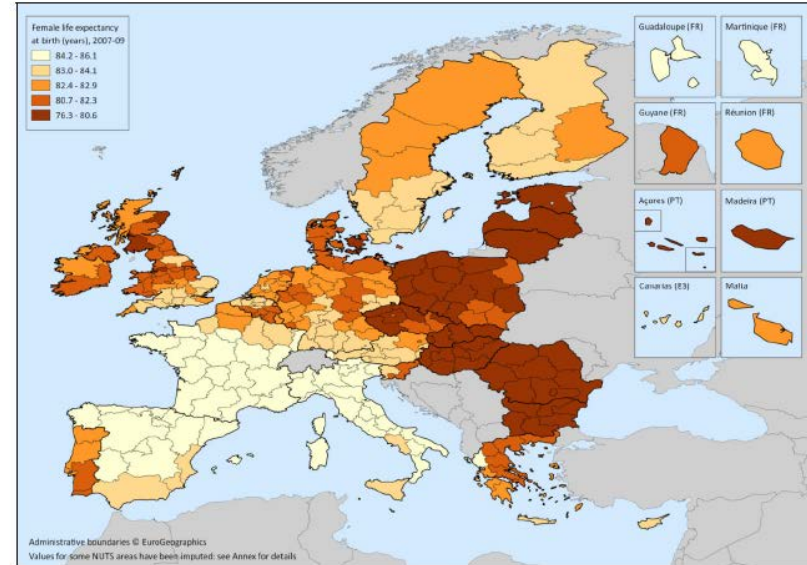 Female life expectancy
at birth (years), 2007-09
84.2 - 86.1
83.0 - 84.1
82.4 - 82.9
80.7 - 82.3
76.3 - 80.6
Guadaloupe (FR)
Martinique (FR)
Guyane (FR)
Réunion (FR)
Açores (PT)
Madeira (PT)
Canarias (ES)
Malta
Administrative boundaries © EuroGeographics
Values for some NUTS areas have been imputed: see Annex for details